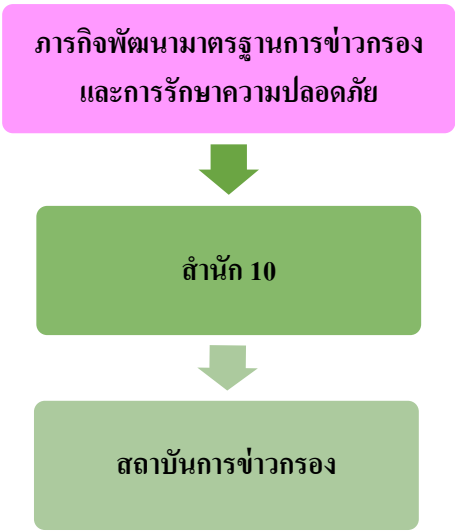 ภารกิจพัฒนามาตรฐานการข่าวกรอง
และการรักษาความปลอดภัย
สำนัก 10
สถาบันการข่าวกรอง